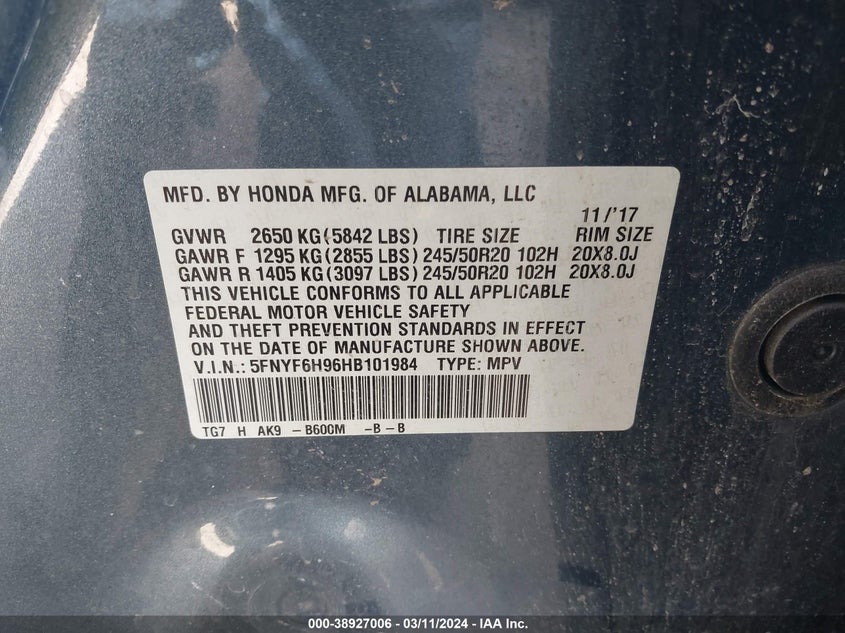 MFD. BY HONDA MFG. OF ALABAMA, LLC
11/'17
GVWR 2650 KG(5842 LBS) TIRE SIZE RIM SIZE
GAWR F 1295 KG(2855 LBS) 245/50R20 102H 20X8.0J
GAWR R 1405 KG(3097 LBS) 245/50R20 102H 20X8.0J
THIS VEHICLE CONFORMS TO ALL APPLICABLE
FEDERAL MOTOR VEHICLE SAFETY
AND THEFT PREVENTION STANDARDS IN EFFECT
ON THE DATE OF MANUFACTURE SHOWN ABOVE.
V.I.N.: 5FNYF6H96HB101984 TYPE: MPV
TG7 H AK9 -B600M -B-B
000-38927006 - 03/11/2024 - IAA Inc.